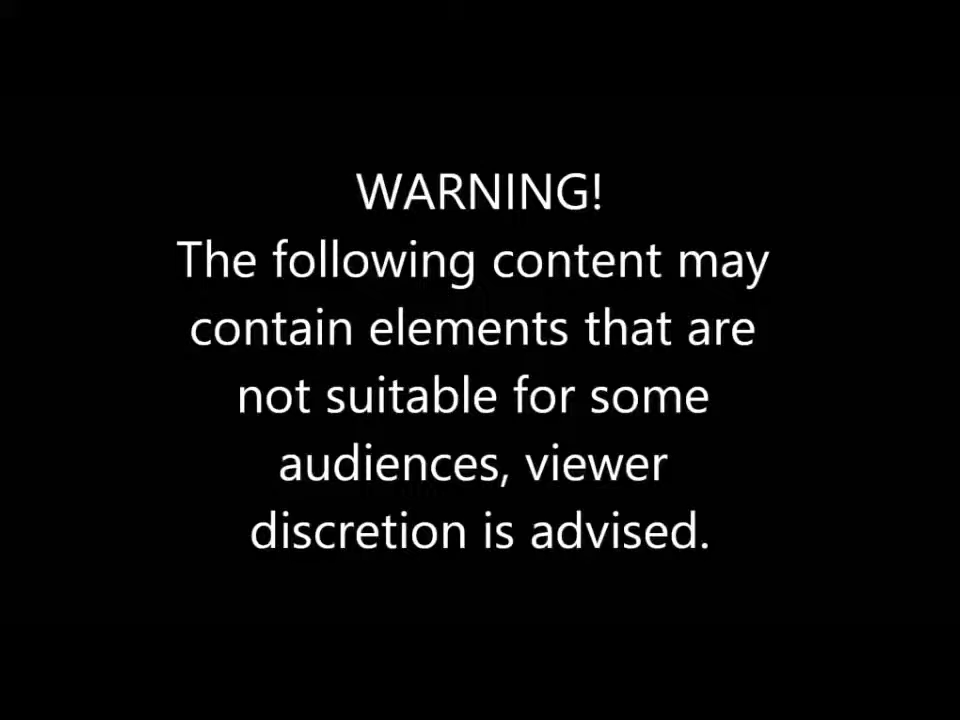 WARNING!
The following content may
contain elements that are
not suitable for some
audiences, viewer
discretion is advised.